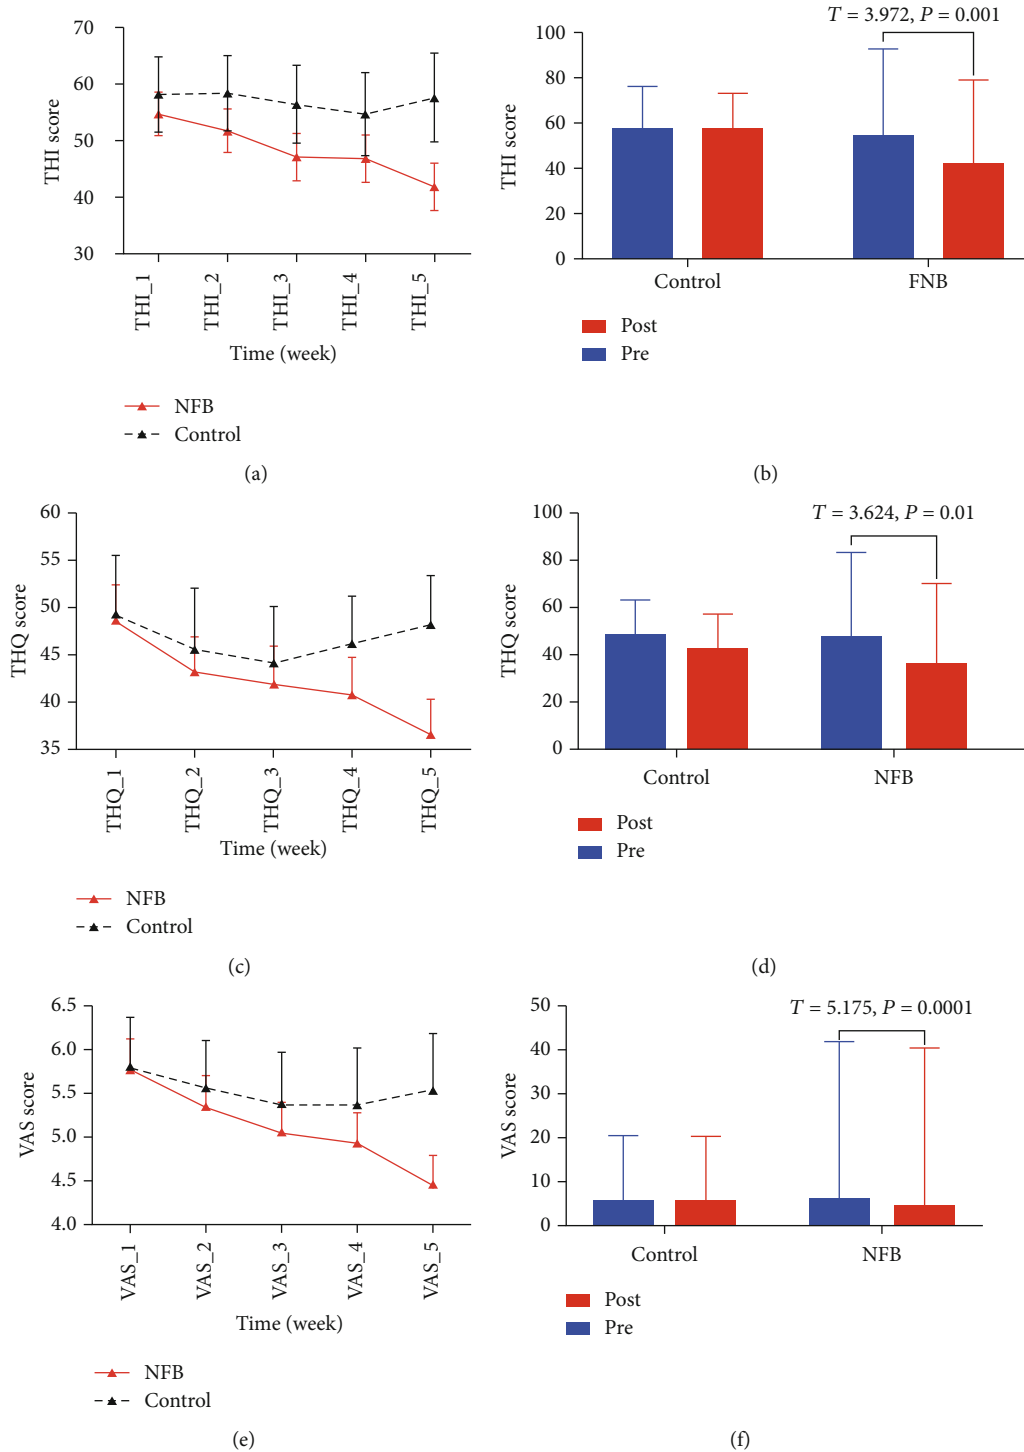 70
60
50
40
30
THI score
THI_1
THI_2
THI_3
THI_4
THI_5
Time (week)
NFB
Control
(a)
T = 3.972, P = 0.001
100
80
60
40
20
0
THI score
Control
FNB
Post
Pre
(b)
60
55
50
45
40
35
THQ score
THQ_1
THQ_2
THQ_3
THQ_4
THQ_5
Time (week)
NFB
Control
(c)
T = 3.624, P = 0.01
100
80
60
40
20
0
THQ score
Control
NFB
Post
Pre
(d)
6.5
6.0
5.5
5.0
4.5
4.0
VAS score
VAS_1
VAS_2
VAS_3
VAS_4
VAS_5
Time (week)
NFB
Control
(e)
T = 5.175, P = 0.0001
50
40
30
20
10
0
VAS score
Control
NFB
Post
Pre
(f)